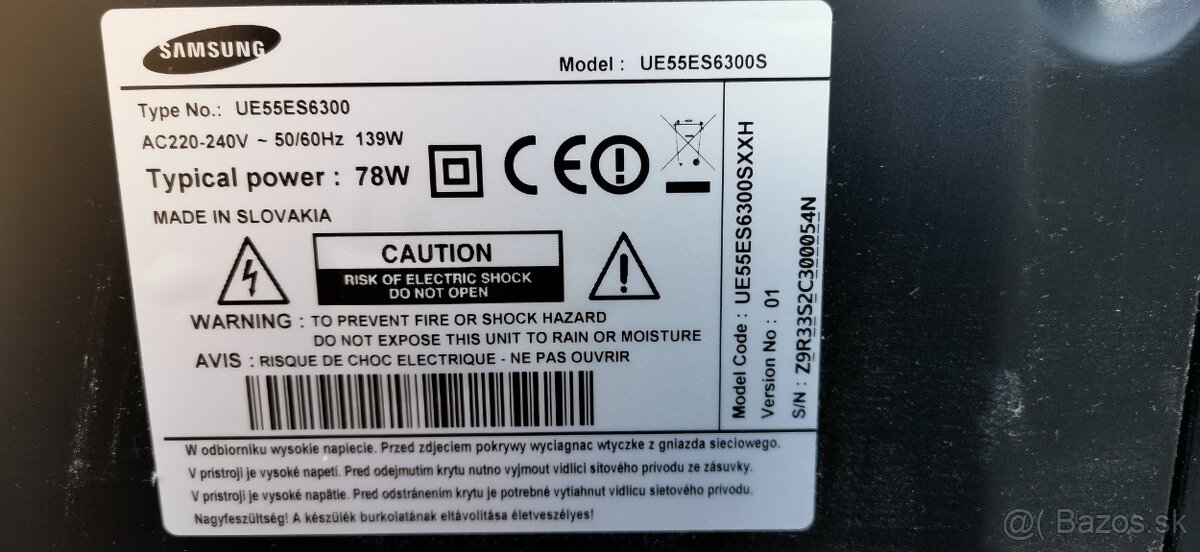 SAMSUNG
Model : UE55ES6300S
Type No.: UE55ES6300
AC220-240V ~ 50/60Hz 139W
Typical power : 78W
MADE IN SLOVAKIA
CAUTION
RISK OF ELECTRIC SHOCK
DO NOT OPEN
WARNING : TO PREVENT FIRE OR SHOCK HAZARD
DO NOT EXPOSE THIS UNIT TO RAIN OR MOISTURE
AVIS : RISQUE DE CHOC ELECTRIQUE - NE PAS OUVRIR
Model Code : UE55ES6300SXXH
Version No : 01
S/N : Z9R33S2C300054N
W odbiorniku wysokie napiecie. Przed zdjeciem pokrywy wyciagnac wtyczke z gniazda sieciowego.
V prístroji je vysoké napetí. Pred odejmutím krytu nutno vyjmout vidlici sítového prívodu ze zásuvky.
V prístroji je vysoké napätie. Pred odstránením krytu je potrebné vytiahnut vidlicu sietového prívodu.
Nagyfeszültség! A készülék burkolatának eltávolítása életveszélyes!
@( Bazos.sk